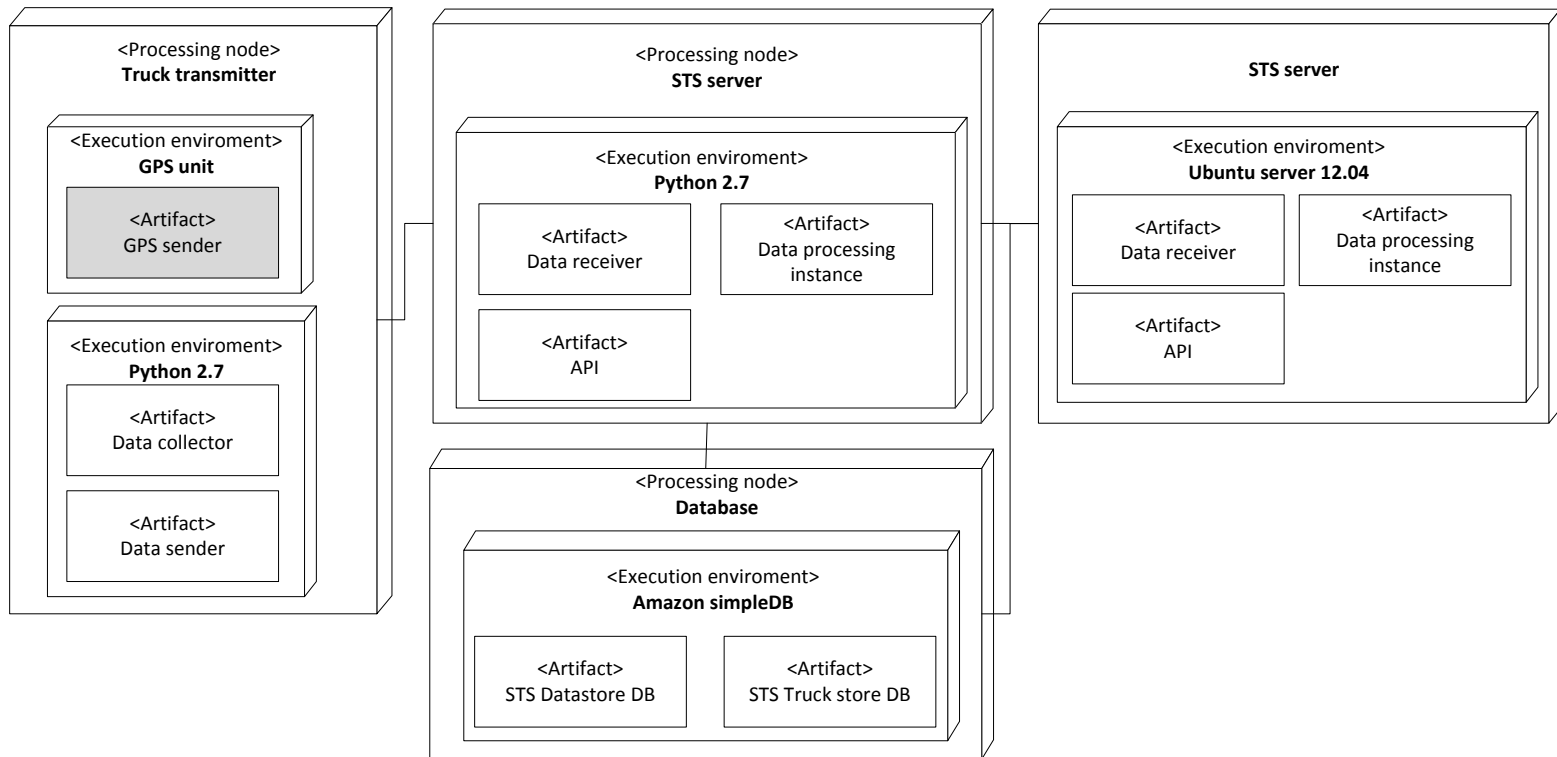 <Processing node>
Truck transmitter
<Execution enviroment>
GPS unit
<Artifact>
GPS sender
<Execution enviroment>
Python 2.7
<Artifact>
Data collector
<Artifact>
Data sender
<Processing node>
STS server
<Execution enviroment>
Python 2.7
<Artifact>
Data receiver
<Artifact>
Data processing
instance
<Artifact>
API
<Processing node>
Database
<Execution enviroment>
Amazon simpleDB
<Artifact>
STS Datastore DB
<Artifact>
STS Truck store DB
STS server
<Execution enviroment>
Ubuntu server 12.04
<Artifact>
Data receiver
<Artifact>
Data processing
instance
<Artifact>
API